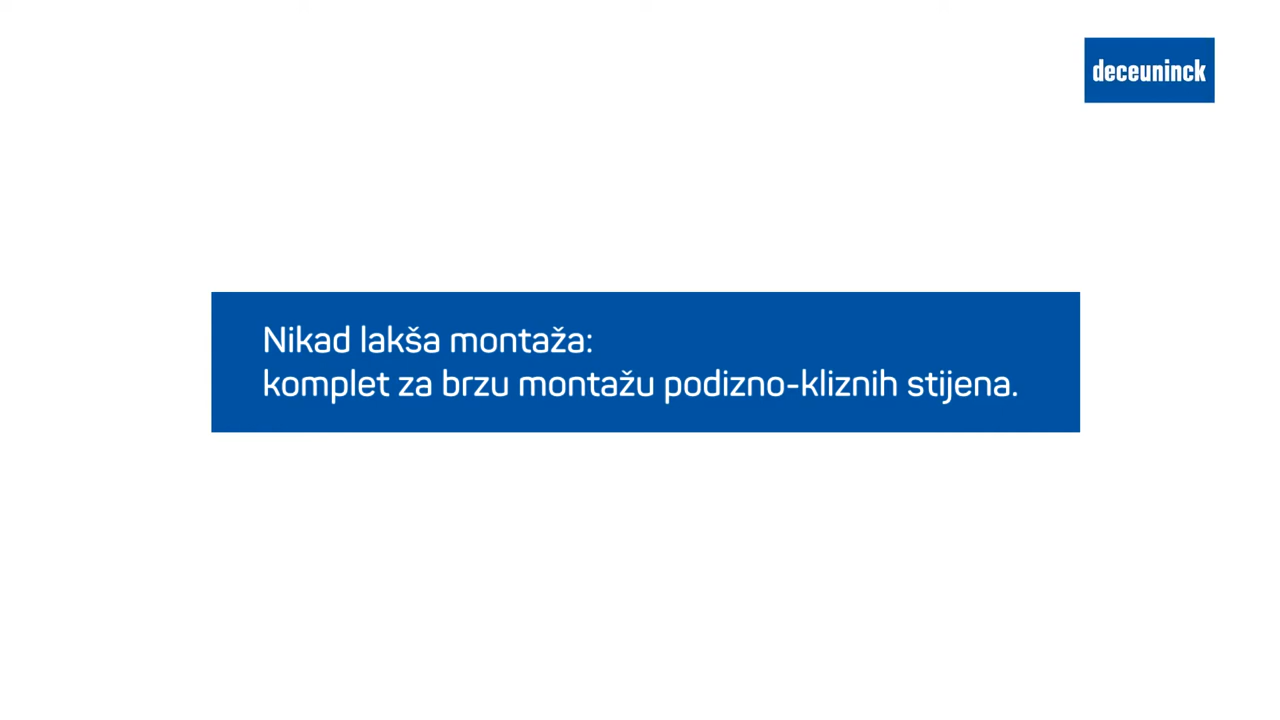 deceuninck
Nikad lakša montaža:
komplet za brzu montažu podizno-kliznih stijena.